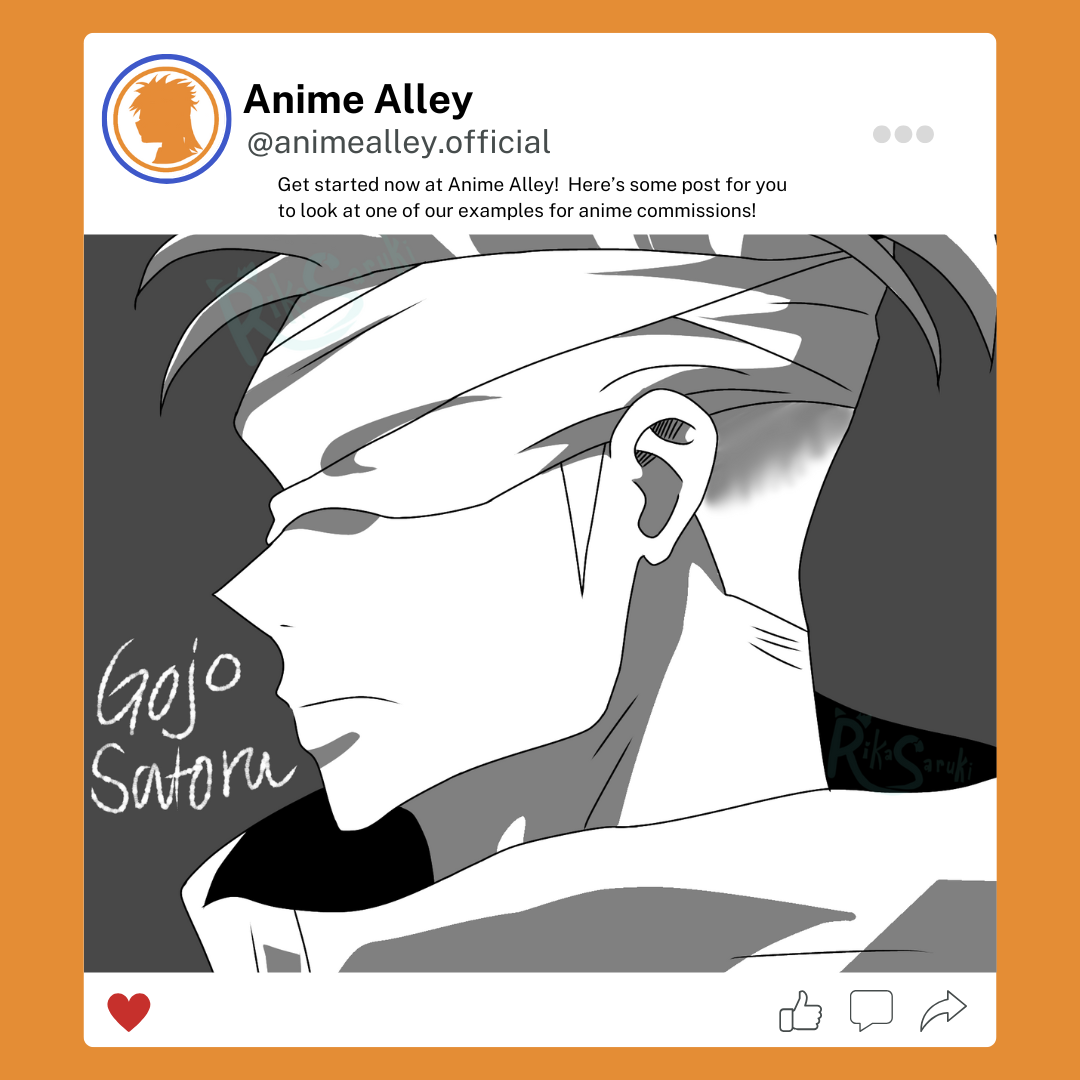 Anime Alley
@animealley.official
Get started now at Anime Alley!  Here’s some post for you
to look at one of our examples for anime commissions!
RikaSaruki
Gojo
Satoru
RikaSaruki